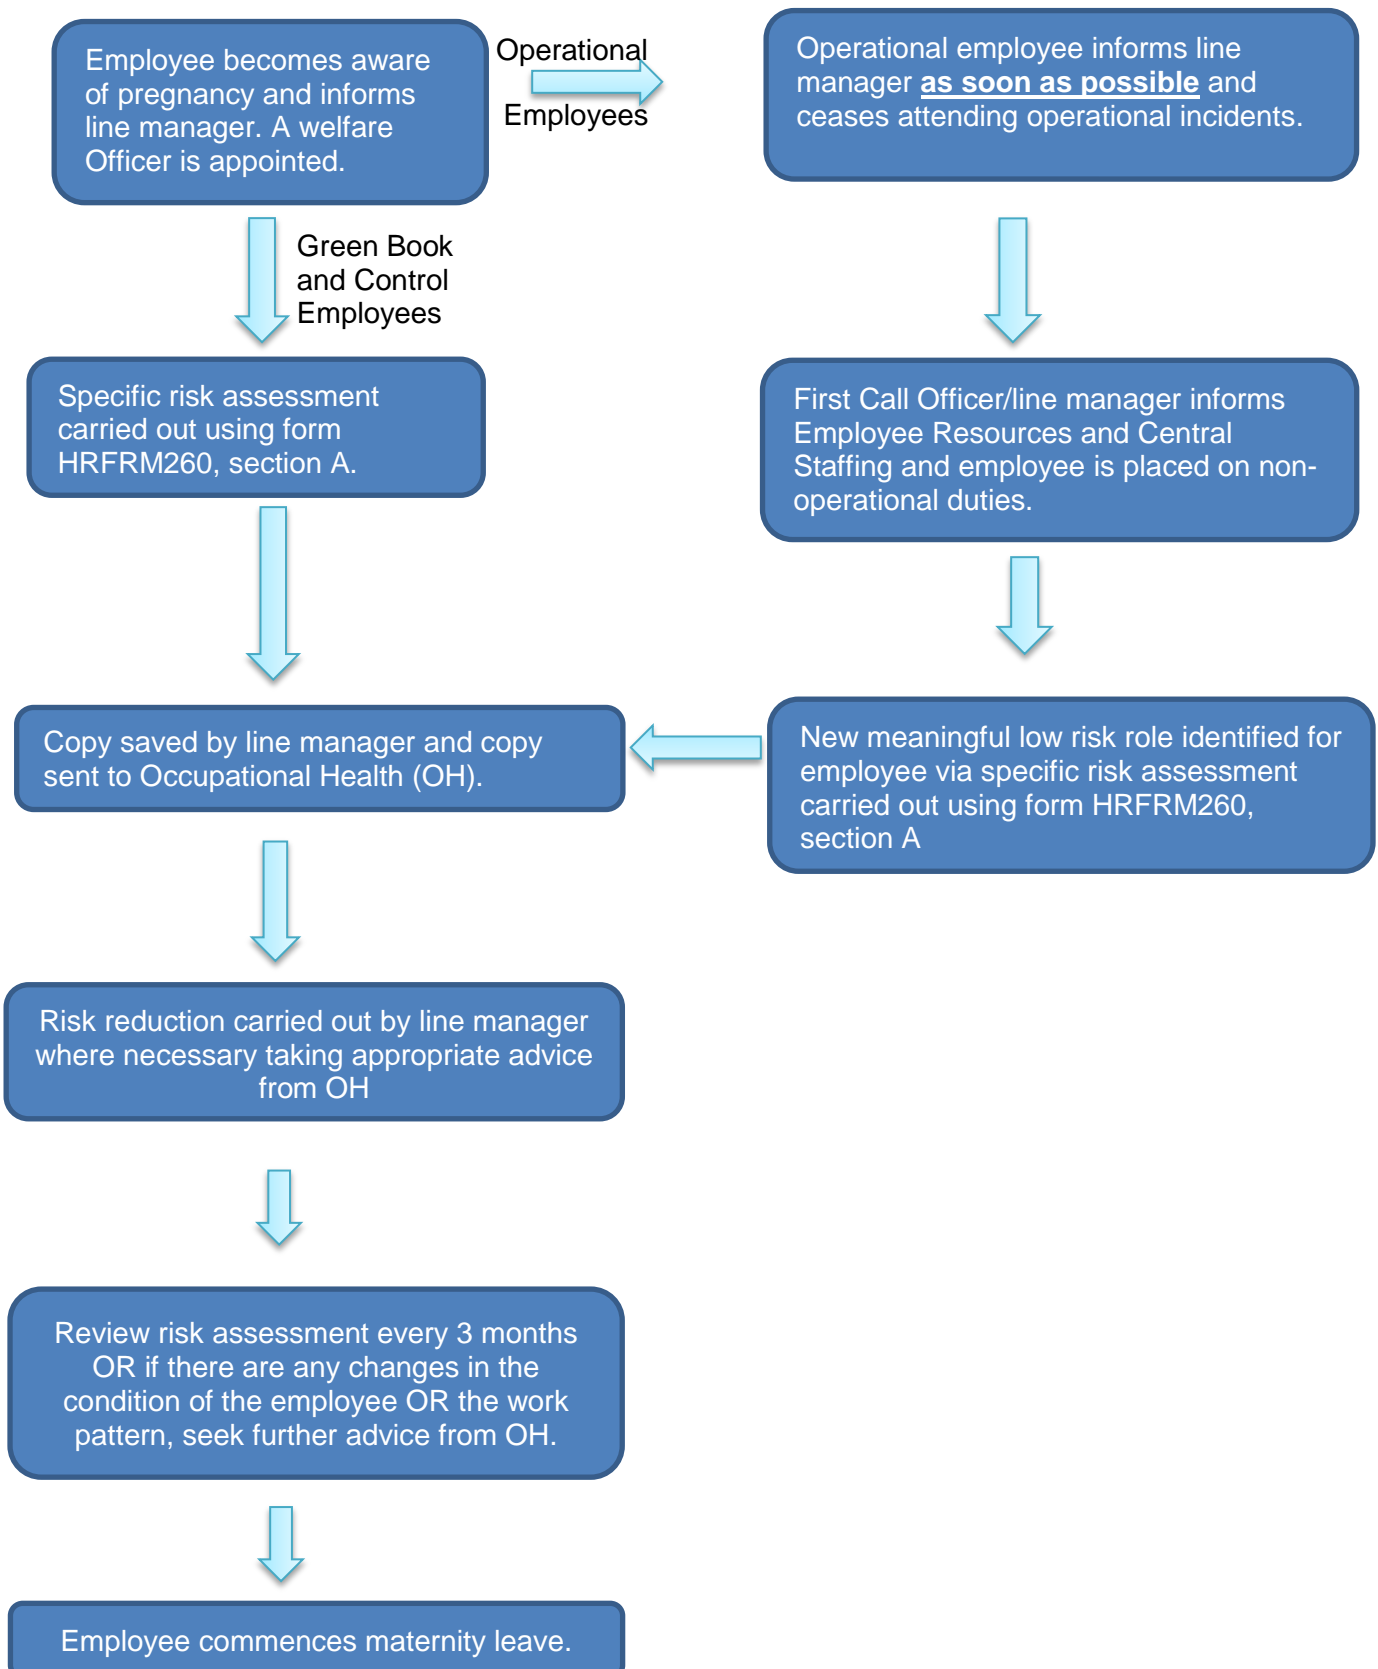 Employee becomes aware
of pregnancy and informs
line manager. A welfare
Officer is appointed.
Operational
Employees
Operational employee informs line
manager as soon as possible and
ceases attending operational incidents.
Green Book
and Control
Employees
Specific risk assessment
carried out using form
HRFRM260, section A.
First Call Officer/line manager informs
Employee Resources and Central
Staffing and employee is placed on non-
operational duties.
Copy saved by line manager and copy
sent to Occupational Health (OH).
New meaningful low risk role identified for
employee via specific risk assessment
carried out using form HRFRM260,
section A
Risk reduction carried out by line manager
where necessary taking appropriate advice
from OH
Review risk assessment every 3 months
OR if there are any changes in the
condition of the employee OR the work
pattern, seek further advice from OH.
Employee commences maternity leave.